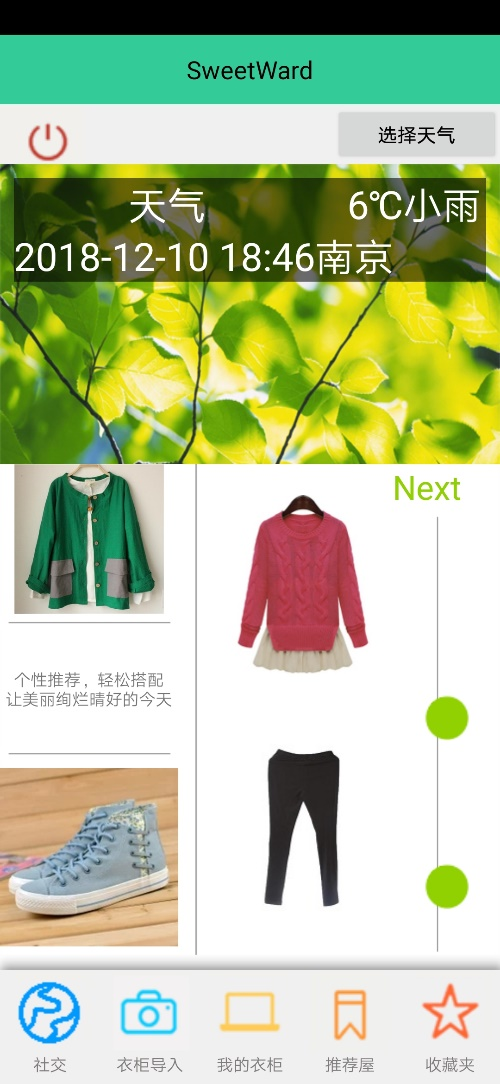 SweetWard
选择天气
天气 6℃小雨
2018-12-10 18:46南京
Next
个性推荐，轻松搭配
让美丽绚烂晴好的今天
社交 衣柜导入 我的衣柜 推荐屋 收藏夹